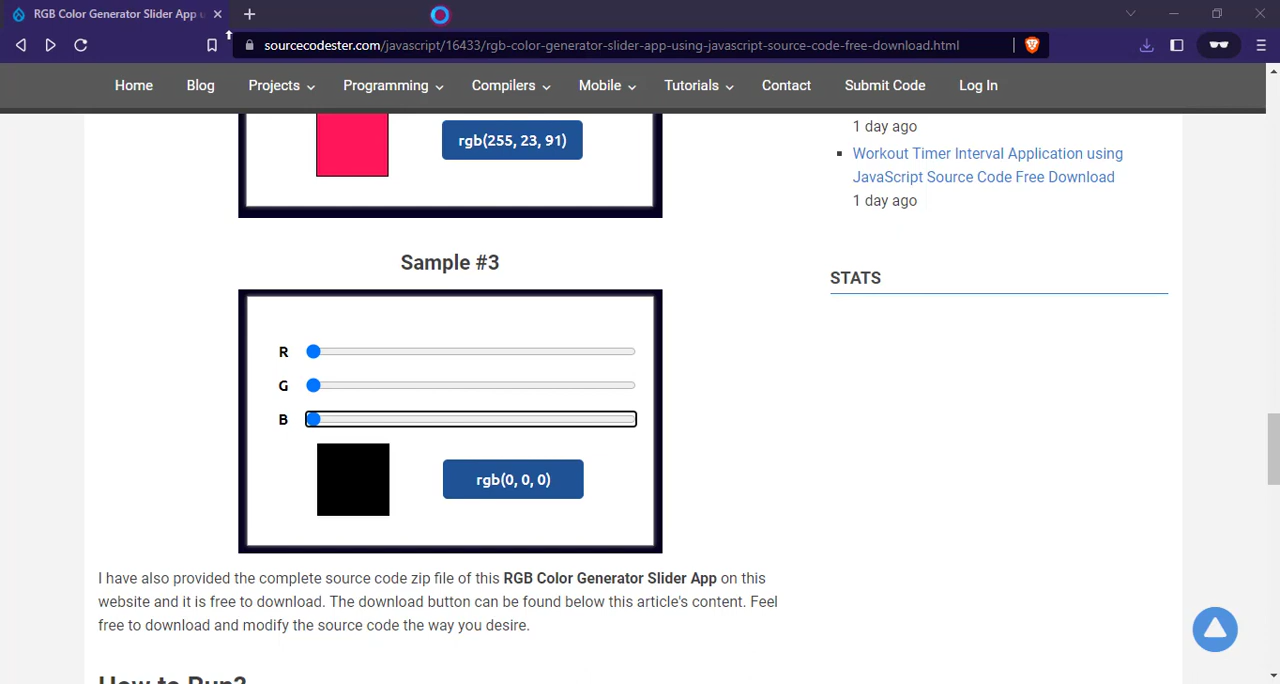 RGB Color Generator Slider App u
sourcecodester.com/javascript/16433/rgb-color-generator-slider-app-using-javascript-source-code-free-download.html
Home Blog Projects Programming Compilers Mobile Tutorials Contact Submit Code Log In
rgb(255, 23, 91)
1 day ago
Workout Timer Interval Application using
JavaScript Source Code Free Download
1 day ago
STATS
Sample #3
R
G
B
rgb(0, 0, 0)
I have also provided the complete source code zip file of this RGB Color Generator Slider App on this
website and it is free to download. The download button can be found below this article's content. Feel
free to download and modify the source code the way you desire.
How to Run?